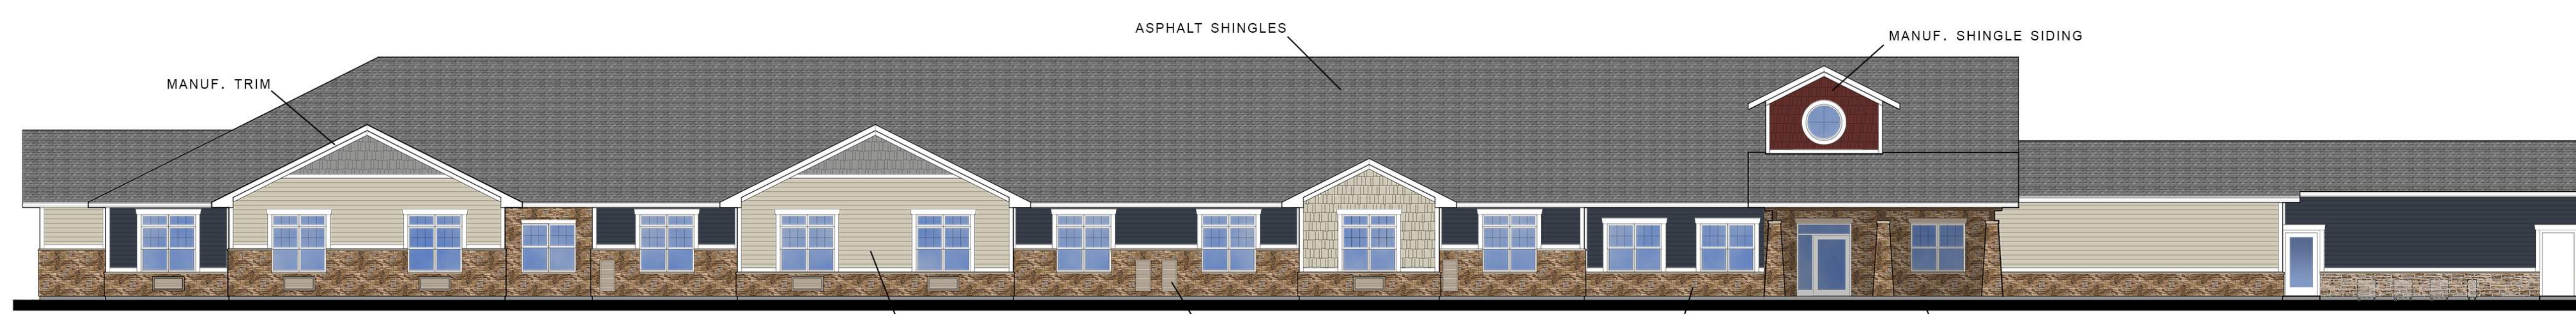 ASPHALT SHINGLES
MANUF. SHINGLE SIDING
MANUF. TRIM